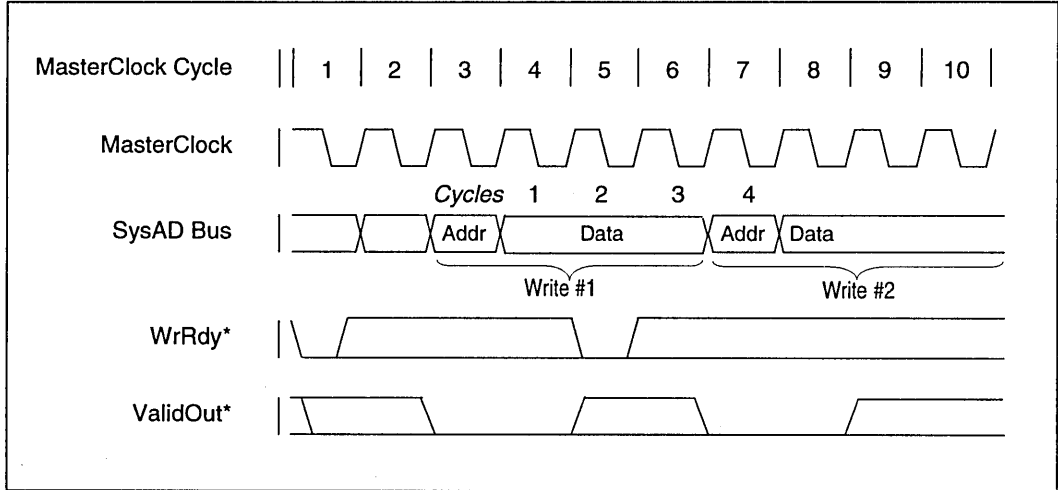 MasterClock Cycle 1 2 3 4 5 6 7 8 9 10
MasterClock
Cycles 1 2 3 4
SysAD Bus Addr Data Addr Data
Write #1 Write #2
WrRdy*
ValidOut*